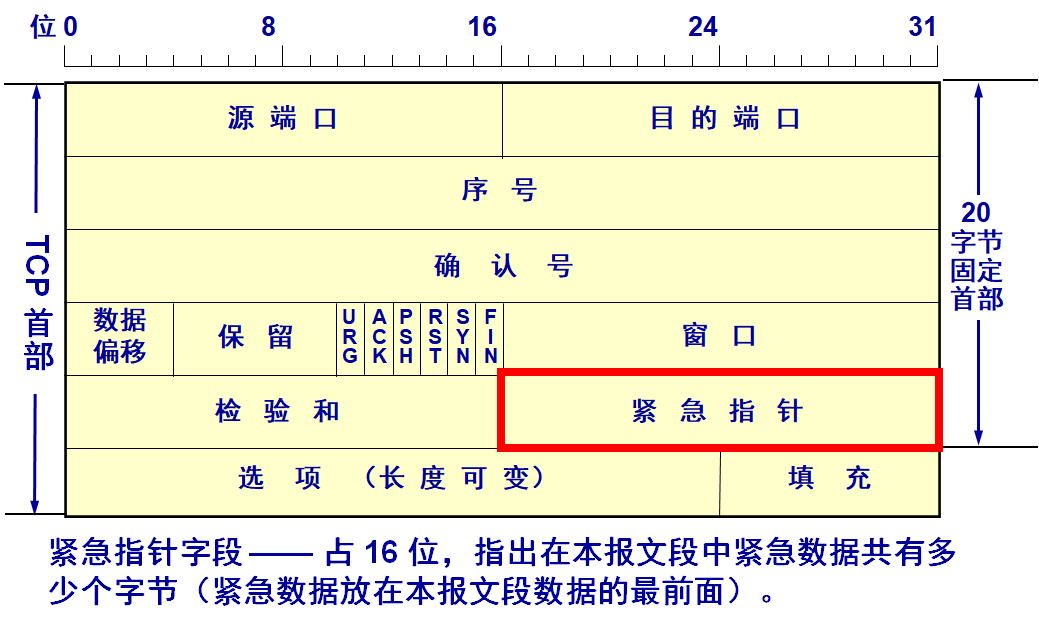 位 0 8 16 24 31
源 端 口 目 的 端 口
序 号
确 认 号
数据
偏移
保 留
URG
ACK
PSH
RST
SYN
FIN
窗 口
检 验 和 紧 急 指 针
选 项 （长 度 可 变） 填 充
TCP 首部
20
字节
固定
首部
紧急指针字段 —— 占 16 位，指出在本报文段中紧急数据共有多
少个字节（紧急数据放在本报文段数据的最前面）。